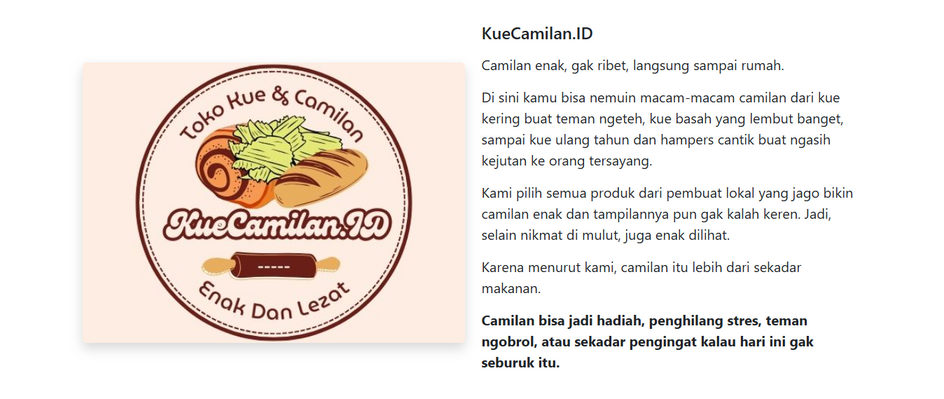 Toko Kue & Camilan
KueCamilan.ID
Enak Dan Lezat
KueCamilan.ID
Camilan enak, gak ribet, langsung sampai rumah.
Di sini kamu bisa nemuin macam-macam camilan dari kue
kering buat teman ngeteh, kue basah yang lembut banget,
sampai kue ulang tahun dan hampers cantik buat ngasih
kejutan ke orang tersayang.
Kami pilih semua produk dari pembuat lokal yang jago bikin
camilan enak dan tampilannya pun gak kalah keren. Jadi,
selain nikmat di mulut, juga enak dilihat.
Karena menurut kami, camilan itu lebih dari sekadar
makanan.
Camilan bisa jadi hadiah, penghilang stres, teman
ngobrol, atau sekadar pengingat kalau hari ini gak
seburuk itu.